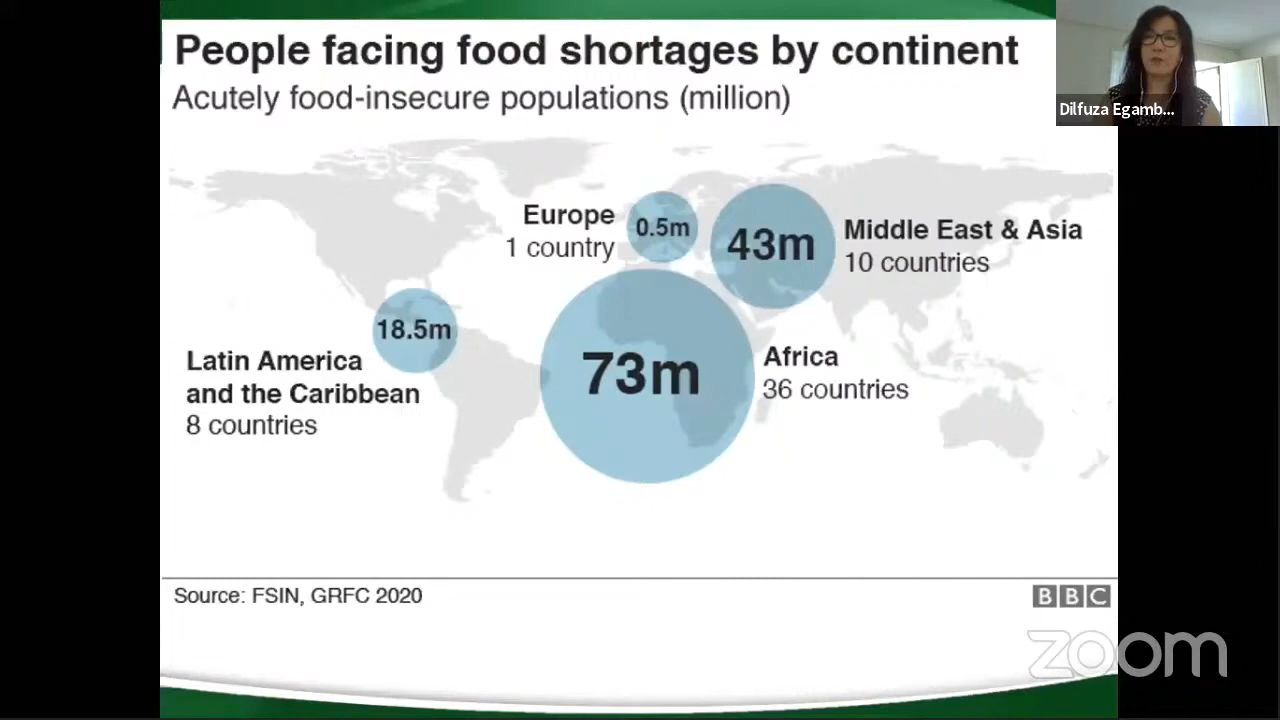 People facing food shortages by continent
Acutely food-insecure populations (million)
Dilfuza Egamb...
Europe
1 country
0.5m
43m
Middle East & Asia
10 countries
18.5m
Latin America
and the Caribbean
8 countries
73m
Africa
36 countries
Source: FSIN, GRFC 2020
BBC
zoom